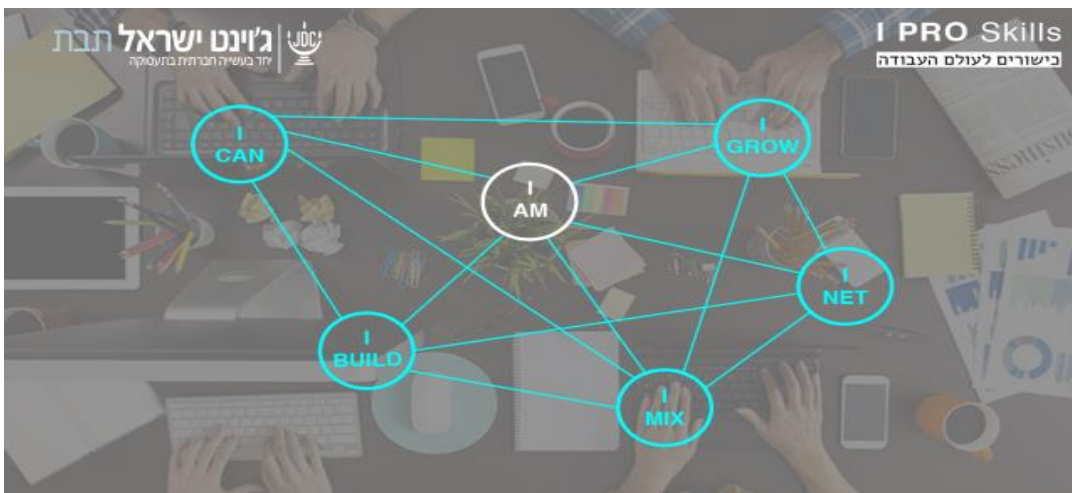 ג'וינט ישראל תבת
יחד בעשייה חברתית בתעסוקה
JDC
I PRO Skills
כישורים לעולם העבודה
I
CAN
I
GROW
I
AM
I
NET
I
BUILD
I
MIX
BUSINESS